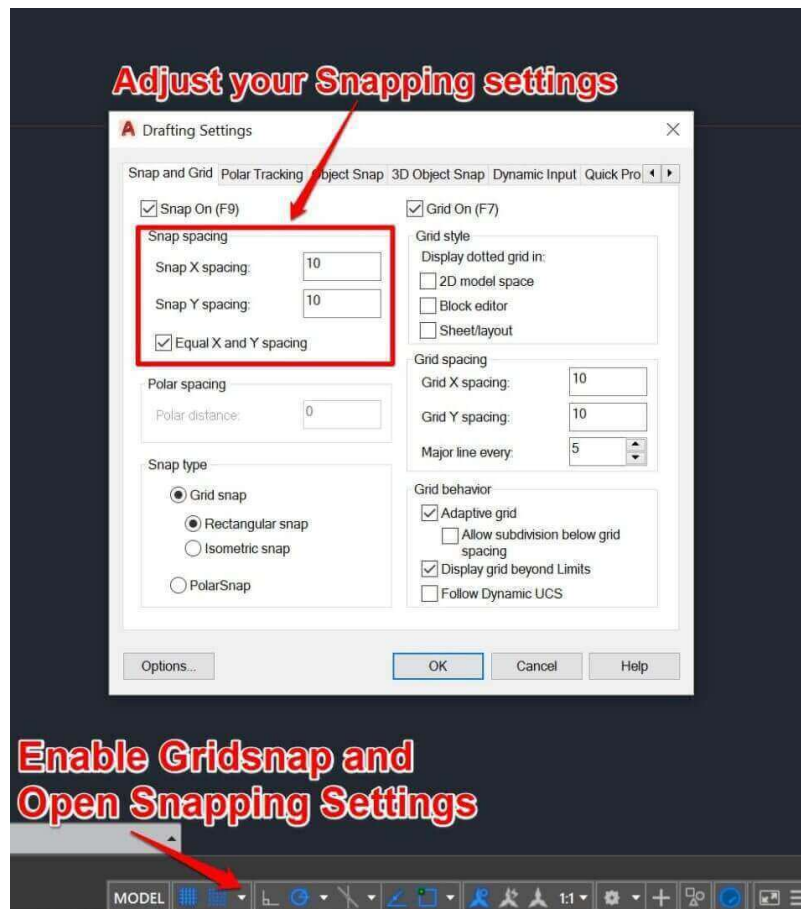 Adjust your Snapping settings
Drafting Settings
Snap and Grid Polar Tracking Object Snap 3D Object Snap Dynamic Input Quick Pro
Snap On (F9)
Snap spacing
Snap X spacing: 10
Snap Y spacing: 10
Equal X and Y spacing
Polar spacing
Polar distance: 0
Snap type
Grid snap
Rectangular snap
Isometric snap
PolarSnap
Grid On (F7)
Grid style
Display dotted grid in:
2D model space
Block editor
Sheet/layout
Grid spacing
Grid X spacing: 10
Grid Y spacing: 10
Major line every: 5
Grid behavior
Adaptive grid
Allow subdivision below grid
spacing
Display grid beyond Limits
Follow Dynamic UCS
Options... OK Cancel Help
Enable Gridsnap and
Open Snapping Settings
MODEL 1:1